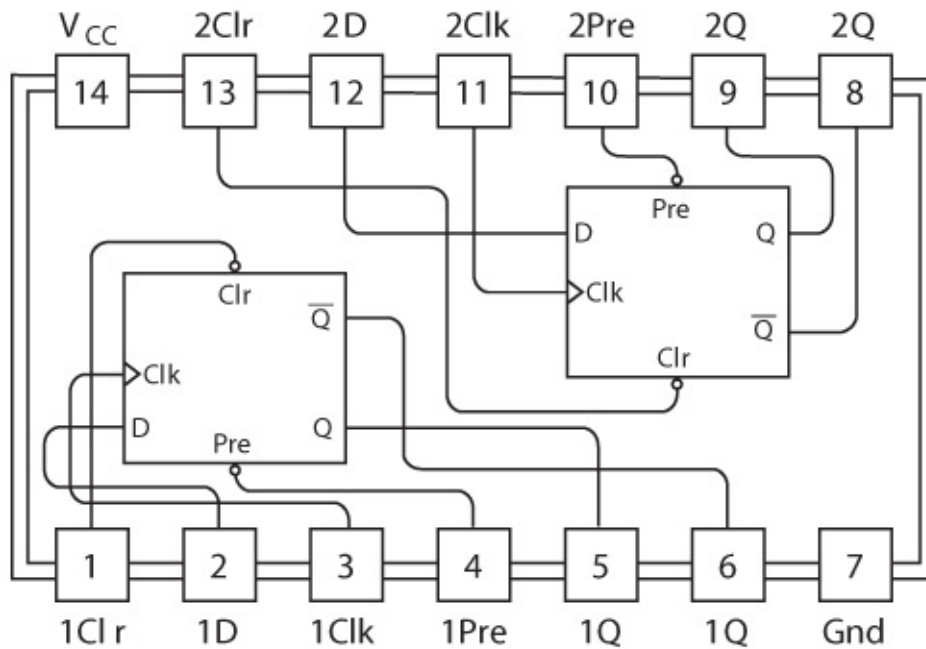 V CC 2Clr 2D 2Clk 2Pre 2Q 2Q
14 13 12 11 10 9 8
Pre
D Q
Clk
Q̅
Clr
Clr
Q̅
Clk
D Q
Pre
1 2 3 4 5 6 7
1Cl r 1D 1Clk 1Pre 1Q 1Q Gnd